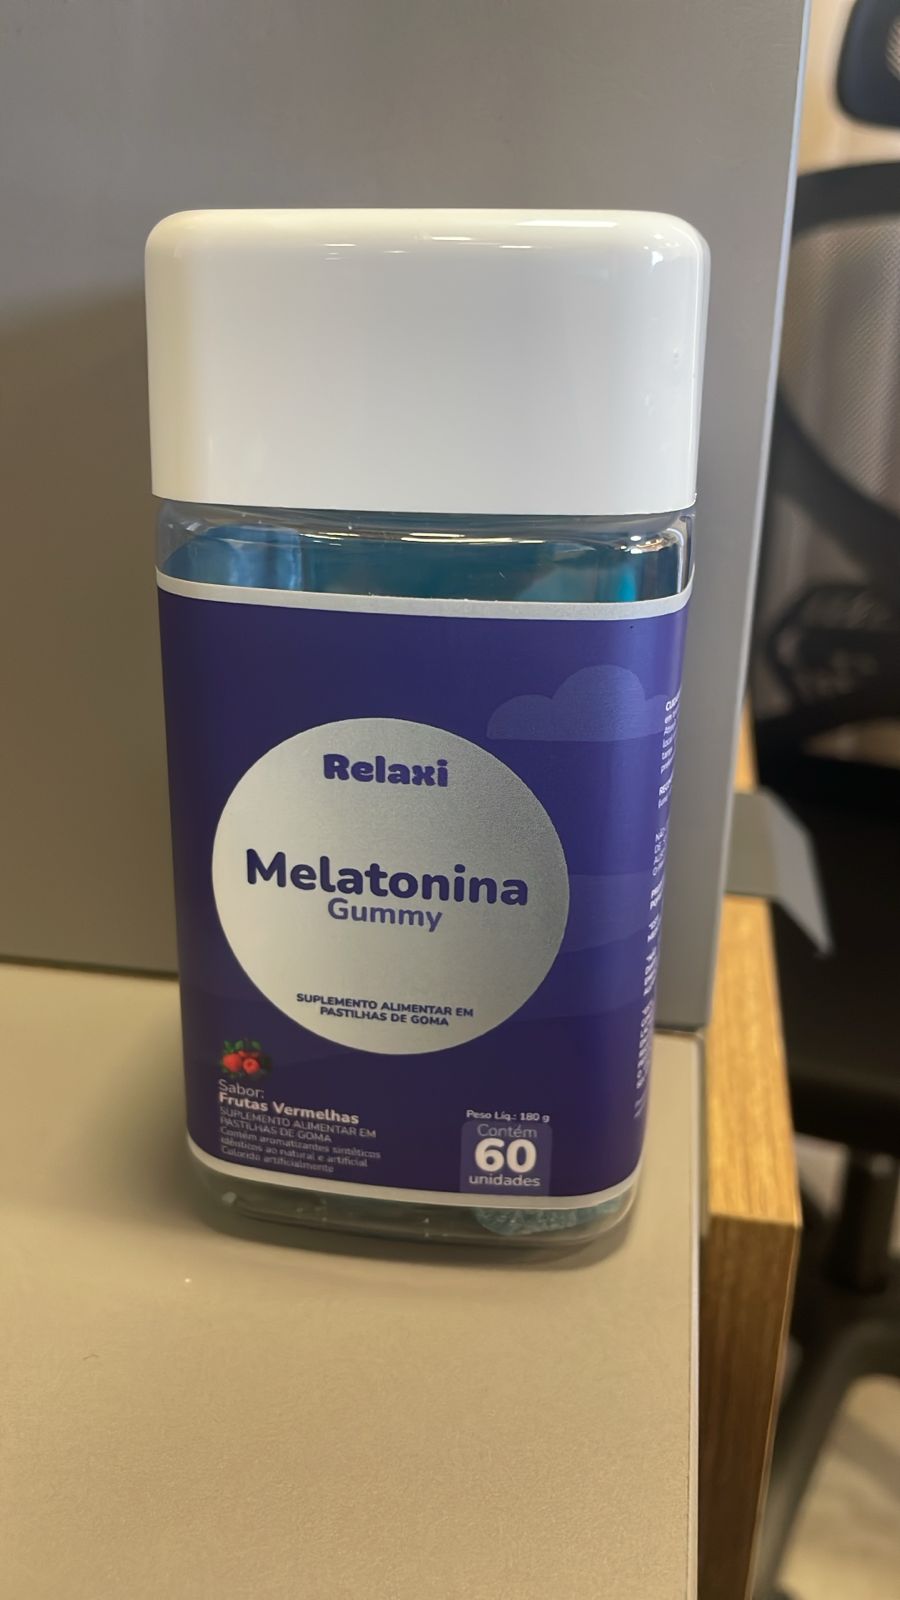 Relaxi
Melatonina
Gummy
SUPLEMENTO ALIMENTAR EM
PASTILHAS DE GOMA
Sabor:
Frutas Vermelhas
SUPLEMENTO ALIMENTAR EM
PASTILHAS DE GOMA
Contém aromatizantes sintéticos
idênticos ao natural e artificial
Colorido artificialmente
Peso Líq.: 180 g
Contém
60
unidades